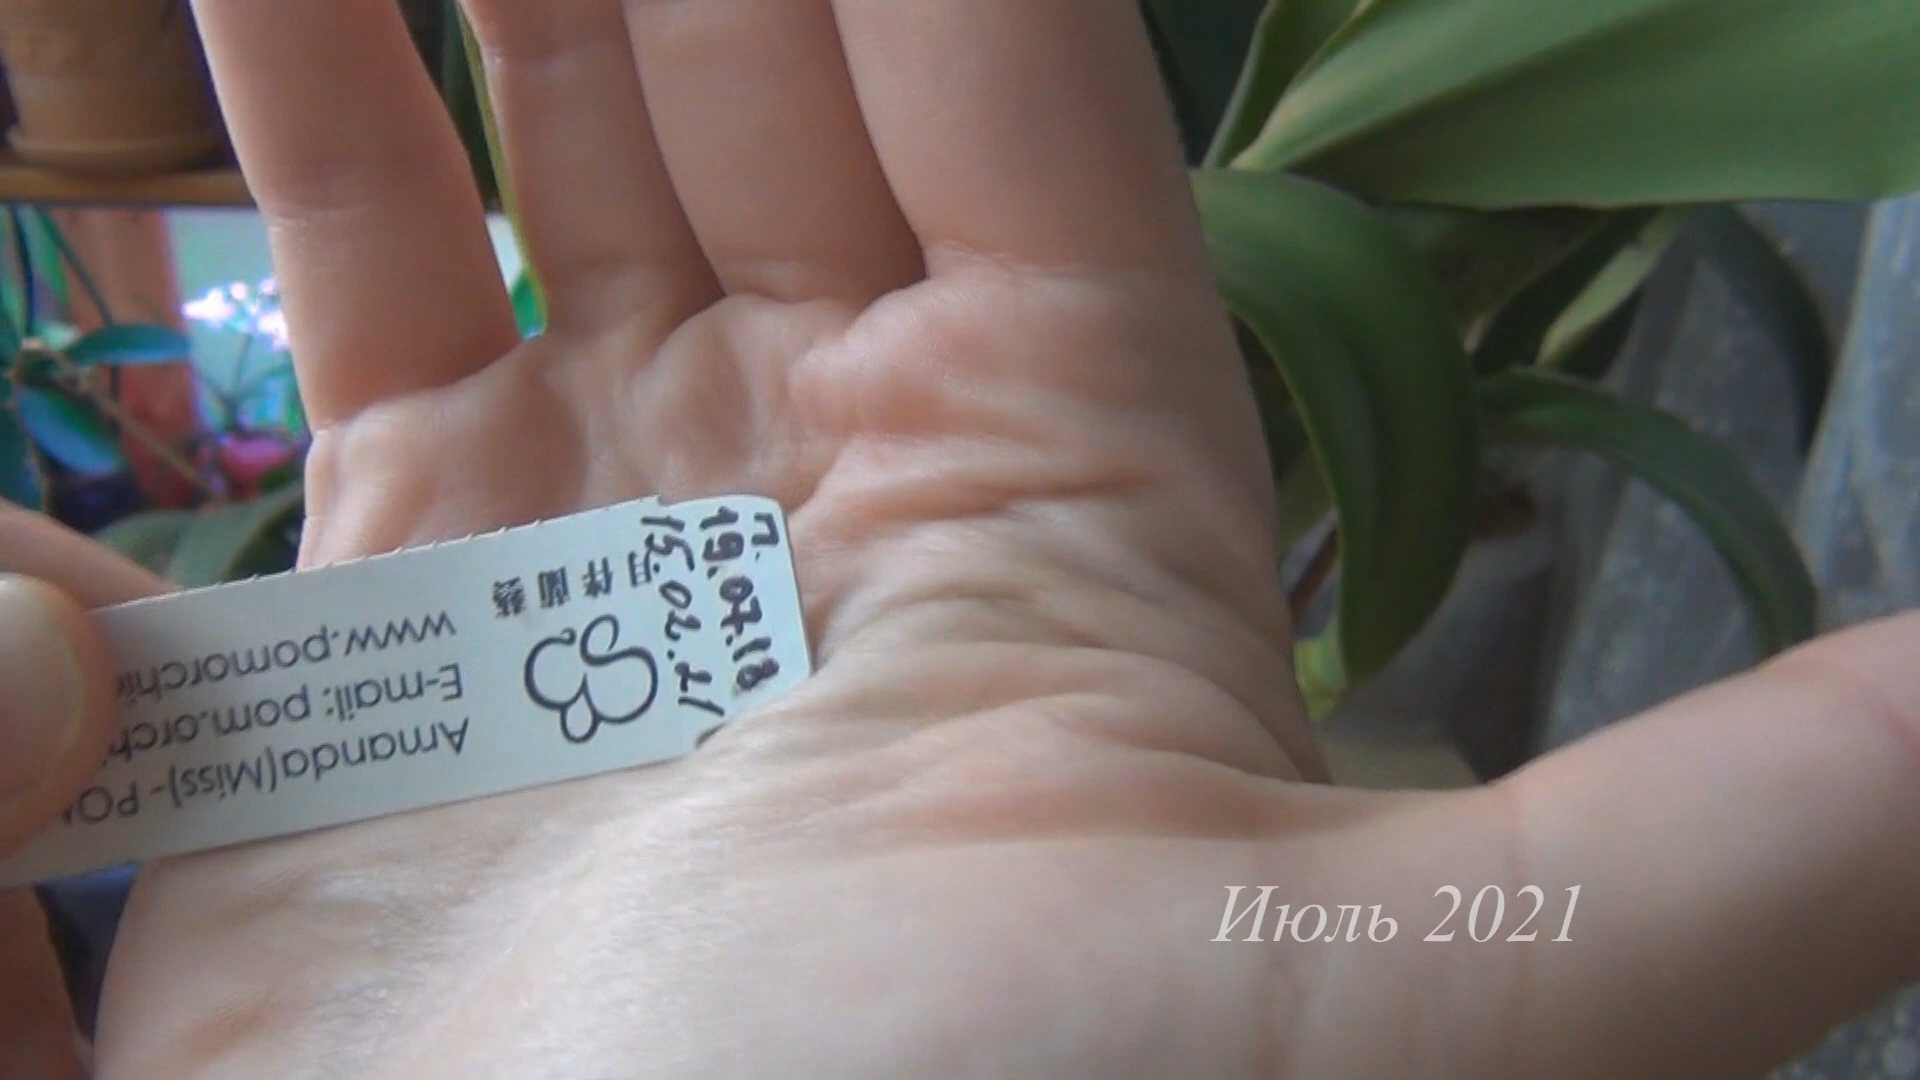 П.
19.07.18
15.02.21
www.pomorchi
E-mail: pom.orch
Amanda(Miss)- PO
Июль 2021